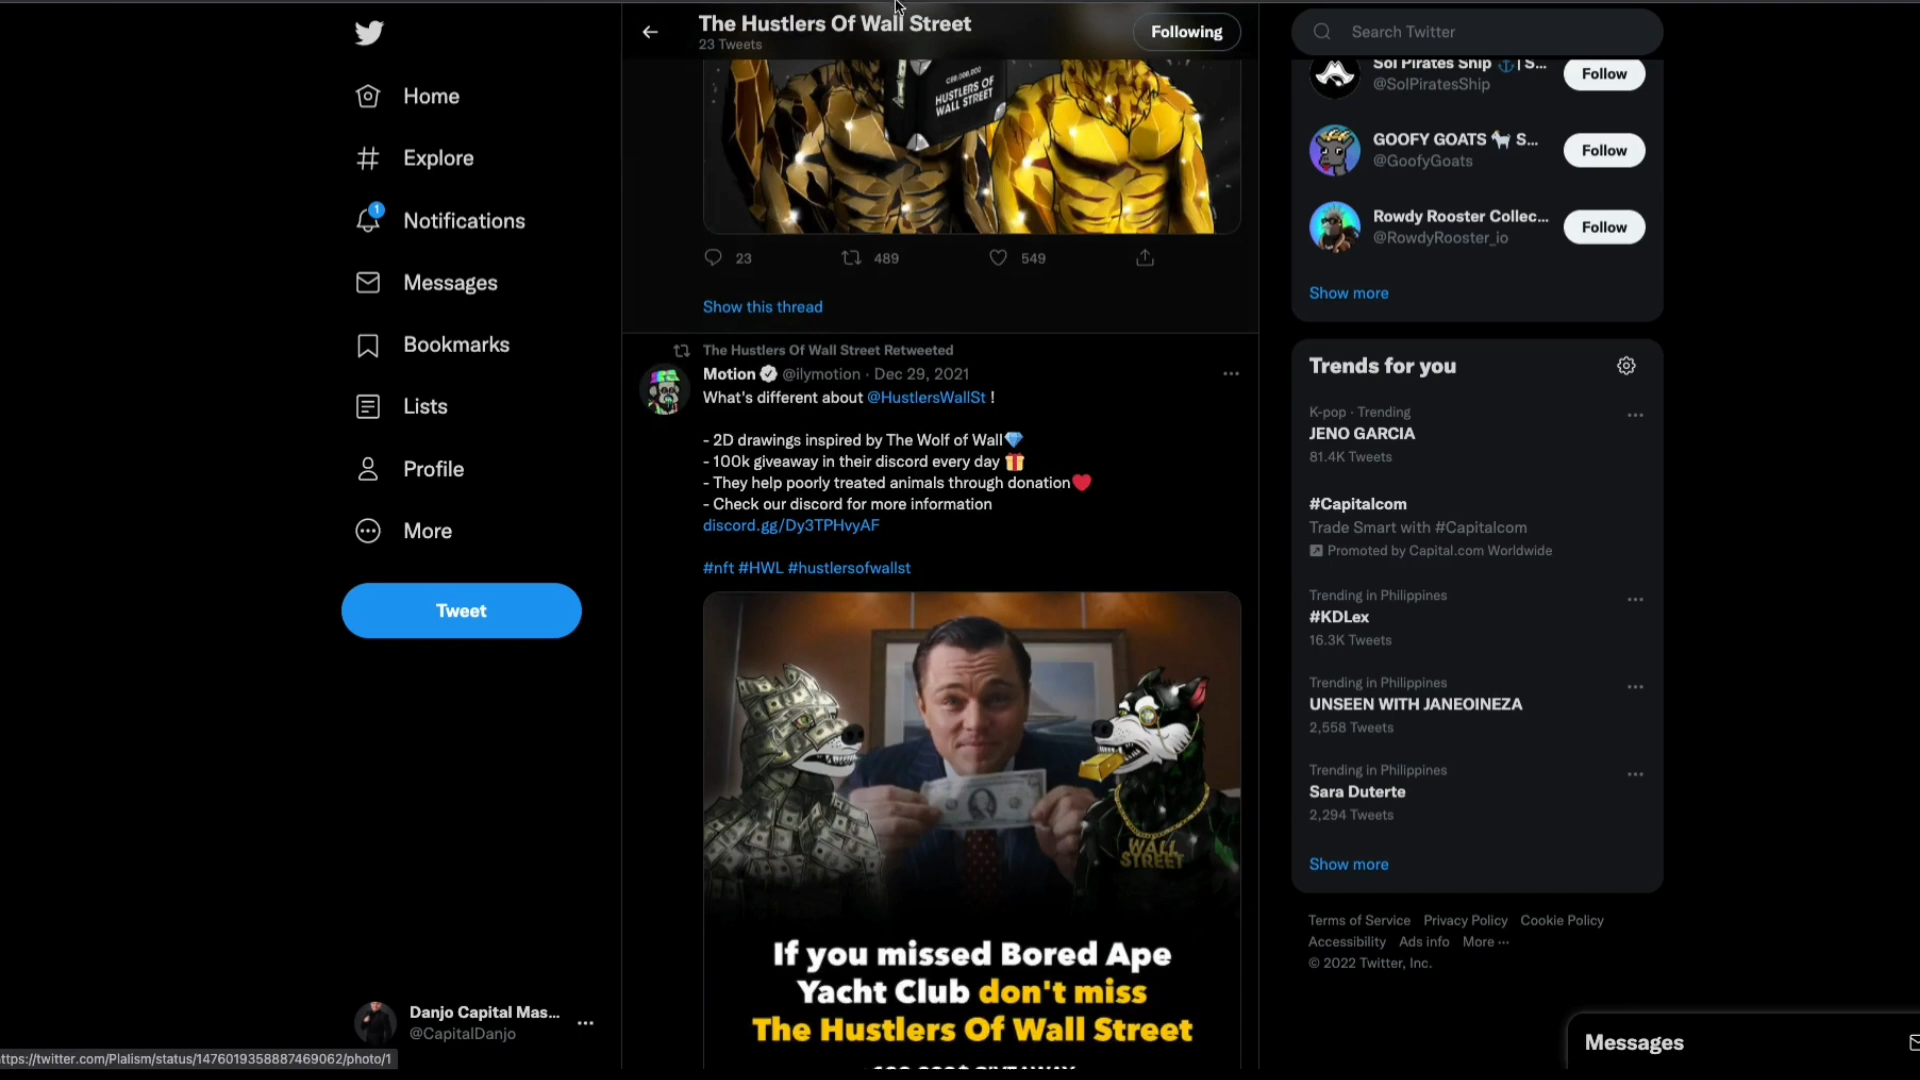 Home
Explore
1
Notifications
Messages
Bookmarks
Lists
Profile
More
Tweet
Danjo Capital Mas...
@CapitalDanjo
ttps://twitter.com/Plalism/status/1476019358887469062/photo/1
The Hustlers Of Wall Street
23 Tweets
Following
HUSTLERS OF
WALL STREET
23
489
549
Show this thread
The Hustlers Of Wall Street Retweeted
Motion @ilymotion · Dec 29, 2021
What's different about @HustlersWallSt !
- 2D drawings inspired by The Wolf of Wall💎
- 100k giveaway in their discord every day 🎁
- They help poorly treated animals through donation❤️
- Check our discord for more information
discord.gg/Dy3TPHvyAF
#nft #HWL #hustlersofwallst
WALL
STREET
If you missed Bored Ape
Yacht Club don't miss
The Hustlers Of Wall Street
Search Twitter
Sol Pirates Ship ⚓ | S...
@SolPiratesShip
Follow
GOOFY GOATS 🐐 S...
@GoofyGoats
Follow
Rowdy Rooster Collec...
@RowdyRooster_io
Follow
Show more
Trends for you
K-pop · Trending
JENO GARCIA
81.4K Tweets
#Capitalcom
Trade Smart with #Capitalcom
Promoted by Capital.com Worldwide
Trending in Philippines
#KDLex
16.3K Tweets
Trending in Philippines
UNSEEN WITH JANEOINEZA
2,558 Tweets
Trending in Philippines
Sara Duterte
2,294 Tweets
Show more
Terms of Service Privacy Policy Cookie Policy
Accessibility Ads info More ···
© 2022 Twitter, Inc.
Messages